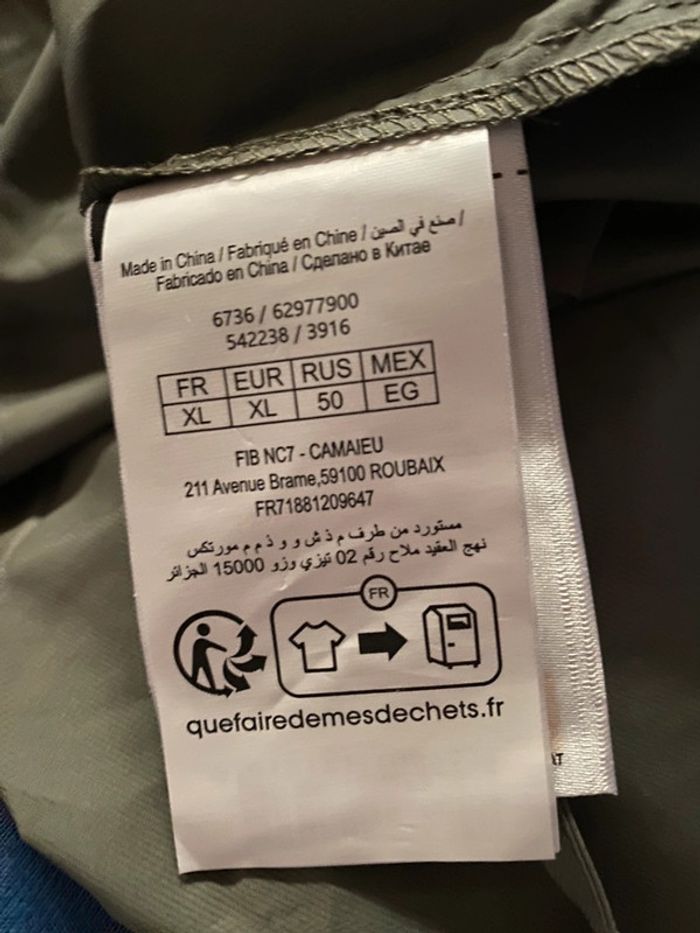 Made in China / Fabriqué en Chine / صنع في الصين /
Fabricado en China / Сделано в Китае
6736 / 62977900
542238 / 3916
FR EUR RUS MEX
XL XL 50 EG
FIB NC7 - CAMAIEU
211 Avenue Brame,59100 ROUBAIX
FR71881209647
مستورد من طرف م ذ ش و و ذ م م مورتكس
نهج العقيد ملاح رقم 02 تيزي وزو 15000 الجزائر
FR
quefairedemesdechets.fr